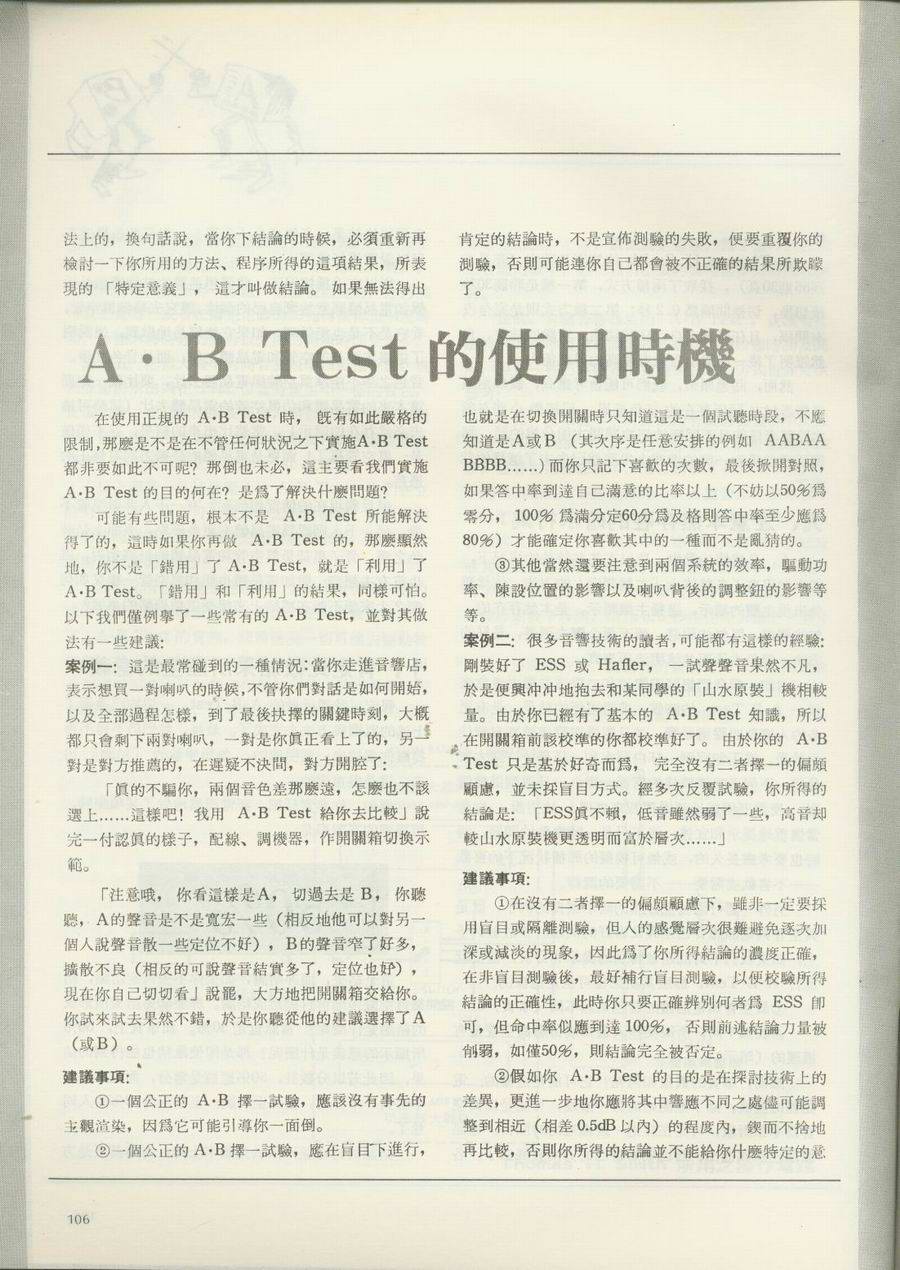 法上的，換句話說，當你下結論的時候，必須重新再
檢討一下你所用的方法、程序所得的這項結果，所表
現的「特定意義」，這才叫做結論。如果無法得出
肯定的結論時，不是宣佈測驗的失敗，便要重覆你的
測驗，否則可能連你自己都會被不正確的結果所欺矇
了。
A·B Test 的使用時機
在使用正規的 A·B Test 時，旣有如此嚴格的
限制，那麽是不是在不管任何狀況之下實施A·B Test
都非要如此不可呢？那倒也未必，這主要看我們實施
A·B Test 的目的何在？是爲了解決什麽問題？
可能有些問題，根本不是 A·B Test 所能解決
得了的，這時如果你再做 A·B Test 的，那麽顯然
地，你不是「錯用」了 A·B Test，就是「利用」了
A·B Test。「錯用」和「利用」的結果，同樣可怕。
以下我們僅例舉了一些常有的 A·B Test，並對其做
法有一些建議：
案例一：這是最常碰到的一種情況：當你走進音響店，
表示想買一對喇叭的時候，不管你們對話是如何開始，
以及全部過程怎樣，到了最後抉擇的關鍵時刻，大概
都只會剩下兩對喇叭，一對是你眞正看上了的，另一
對是對方推薦的，在遲疑不決間，對方開腔了：
「眞的不騙你，兩個音色差那麽遠，怎麽也不該
選上……這樣吧！我用 A·B Test 給你去比較」說
完一付認眞的樣子，配線、調機器，作開關箱切換示
範。
「注意哦，你看這樣是A，切過去是 B，你聽
聽，A的聲音是不是寬宏一些（相反地他可以對另一
個人說聲音散一些定位不好），B的聲音窄了好多，
擴散不良（相反的可說聲音結實多了，定位也好），
現在你自己切切看」說罷，大方地把開關箱交給你。
你試來試去果然不錯，於是你聽從他的建議選擇了A
（或B）。
建議事項：
①一個公正的 A·B 擇一試驗，應該沒有事先的
主觀渲染，因爲它可能引導你一面倒。
②一個公正的 A·B 擇一試驗，應在盲目下進行，
也就是在切換開關時只知道這是一個試聽時段，不應
知道是A或B（其次序是任意安排的例如 AABAA
BBBB……）而你只記下喜歡的次數，最後掀開對照，
如果答中率到達自己滿意的比率以上（不妨以50%爲
零分，100% 爲滿分定60分爲及格則答中率至少應爲
80%）才能確定你喜歡其中的一種而不是亂猜的。
③其他當然還要注意到兩個系統的效率，驅動功
率、陳設位置的影響以及喇叭背後的調整鈕的影響等
等。
案例二：很多音響技術的讀者，可能都有這樣的經驗：
剛裝好了 ESS 或 Hafler，一試聲聲音果然不凡，
於是便興冲冲地抱去和某同學的「山水原裝」機相較
量。由於你已經有了基本的 A·B Test 知識，所以
在開關箱前該校準的你都校準好了。由於你的 A·B
Test 只是基於好奇而爲，完全沒有二者擇一的偏頗
顧慮，並未採盲目方式。經多次反覆試驗，你所得的
結論是：「ESS眞不賴，低音雖然弱了一些，高音却
較山水原裝機更透明而富於層次……」
建議事項：
①在沒有二者擇一的偏頗顧慮下，雖非一定要採
用盲目或隔離測驗，但人的感覺層次很難避免逐次加
深或減淡的現象，因此爲了你所得結論的濃度正確，
在非盲目測驗後，最好補行盲目測驗，以便校驗所得
結論的正確性，此時你只要正確辨別何者爲 ESS 卽
可，但命中率似應到達 100%，否則前述結論力量被
削弱，如僅50%，則結論完全被否定。
②假如你 A·B Test 的目的是在探討技術上的
差異，更進一步地你應將其中響應不同之處儘可能調
整到相近（相差 0.5dB 以內）的程度內，鍥而不捨地
再比較，否則你所得的結論並不能給你什麽特定的意
106